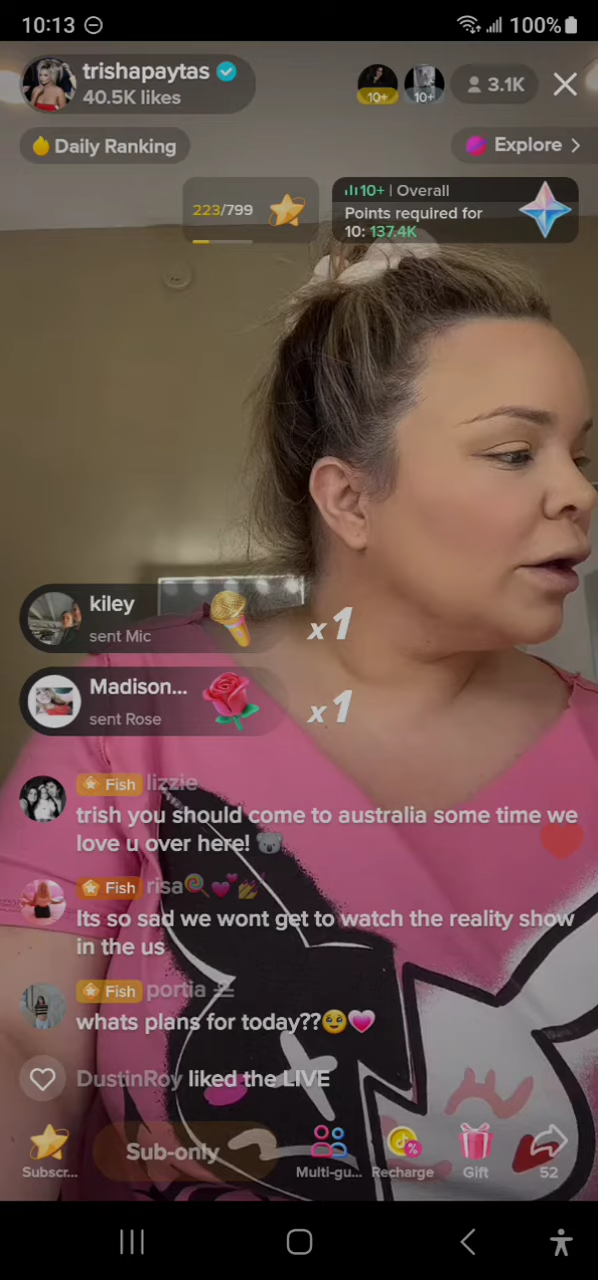 10:13
100%
trishapaytas
40.5K likes
10+
10+
3.1K
Daily Ranking
Explore >
223/799
10+ | Overall
Points required for
10: 137.4K
kiley
sent Mic
x1
Madison...
sent Rose
x1
Fish lizzie
trish you should come to australia some time we
love u over here! 🐨
Fish risa🍭💕💅
Its so sad we wont get to watch the reality show
in the us
Fish portia
whats plans for today??🥹💗
DustinRoy liked the LIVE
Sub-only
Subscr...
Multi-gu...
Recharge
Gift
52